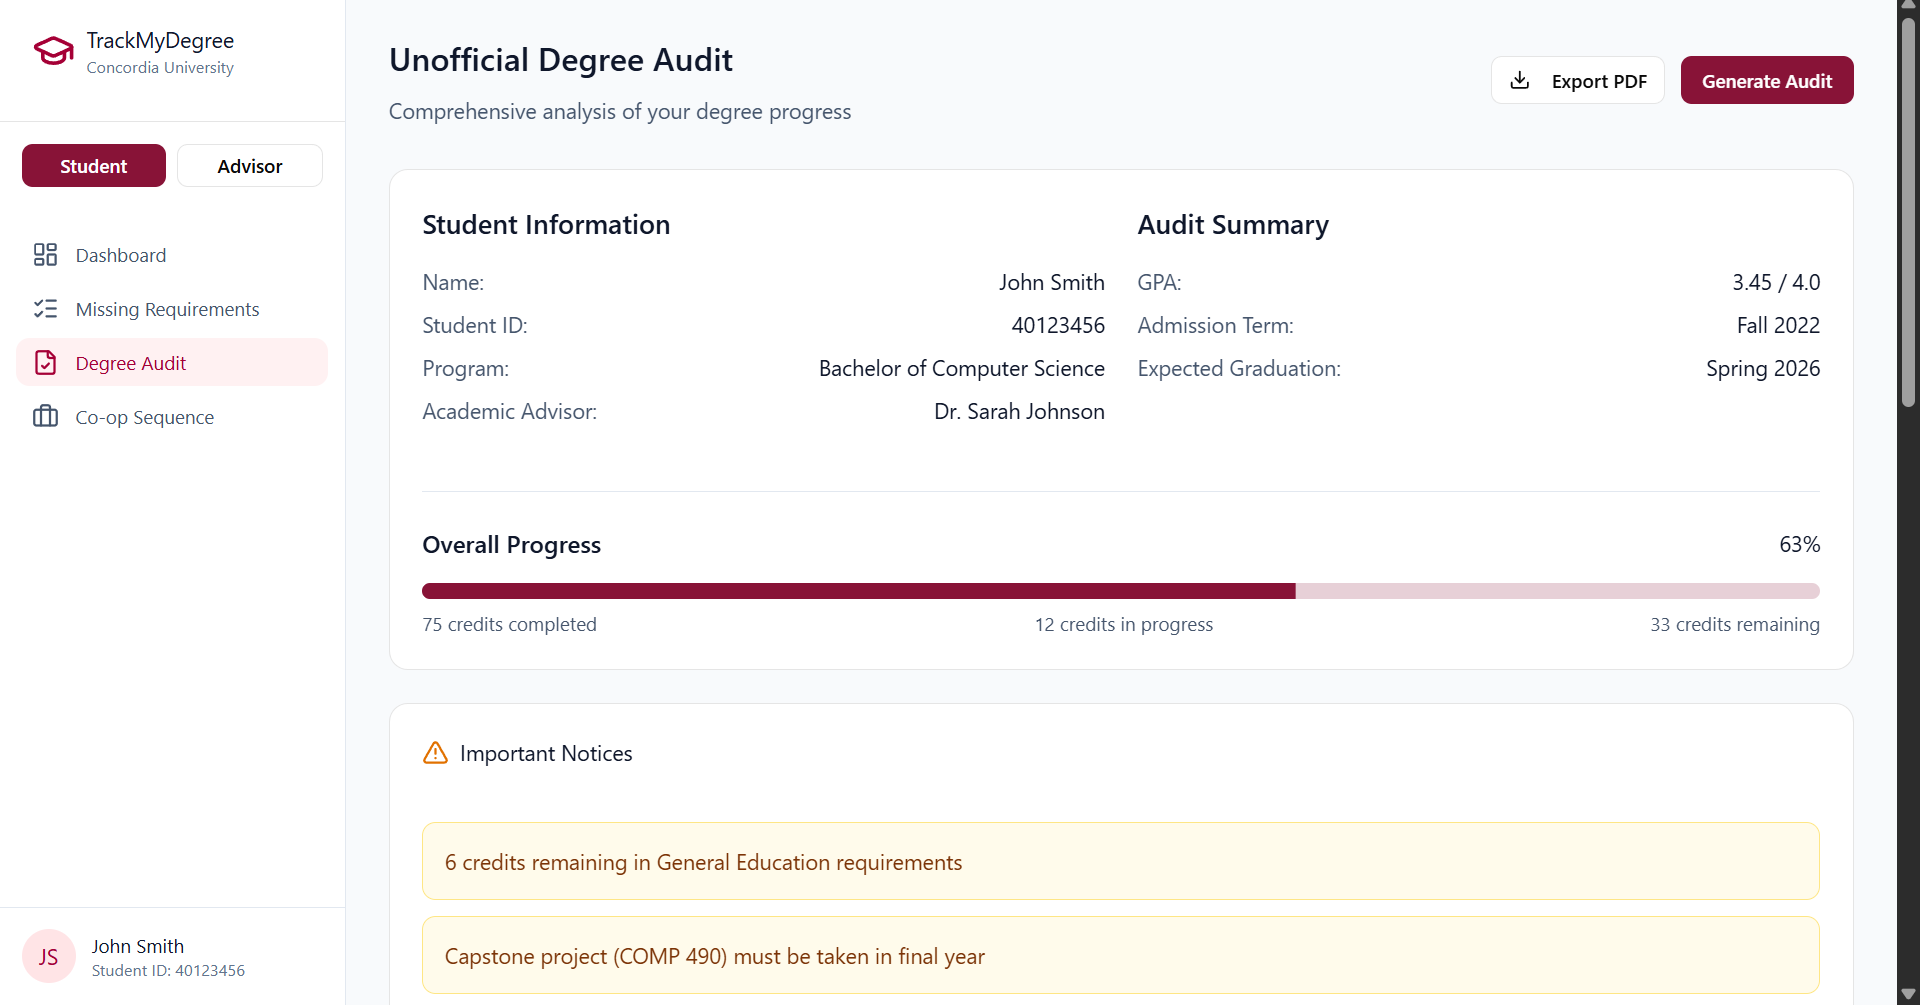 TrackMyDegree
Concordia University
Student
Advisor
Dashboard
Missing Requirements
Degree Audit
Co-op Sequence
JS
John Smith
Student ID: 40123456
Unofficial Degree Audit
Comprehensive analysis of your degree progress
Export PDF
Generate Audit
Student Information
Name: John Smith
Student ID: 40123456
Program: Bachelor of Computer Science
Academic Advisor: Dr. Sarah Johnson
Audit Summary
GPA: 3.45 / 4.0
Admission Term: Fall 2022
Expected Graduation: Spring 2026
Overall Progress 63%
75 credits completed 12 credits in progress 33 credits remaining
Important Notices
6 credits remaining in General Education requirements
Capstone project (COMP 490) must be taken in final year